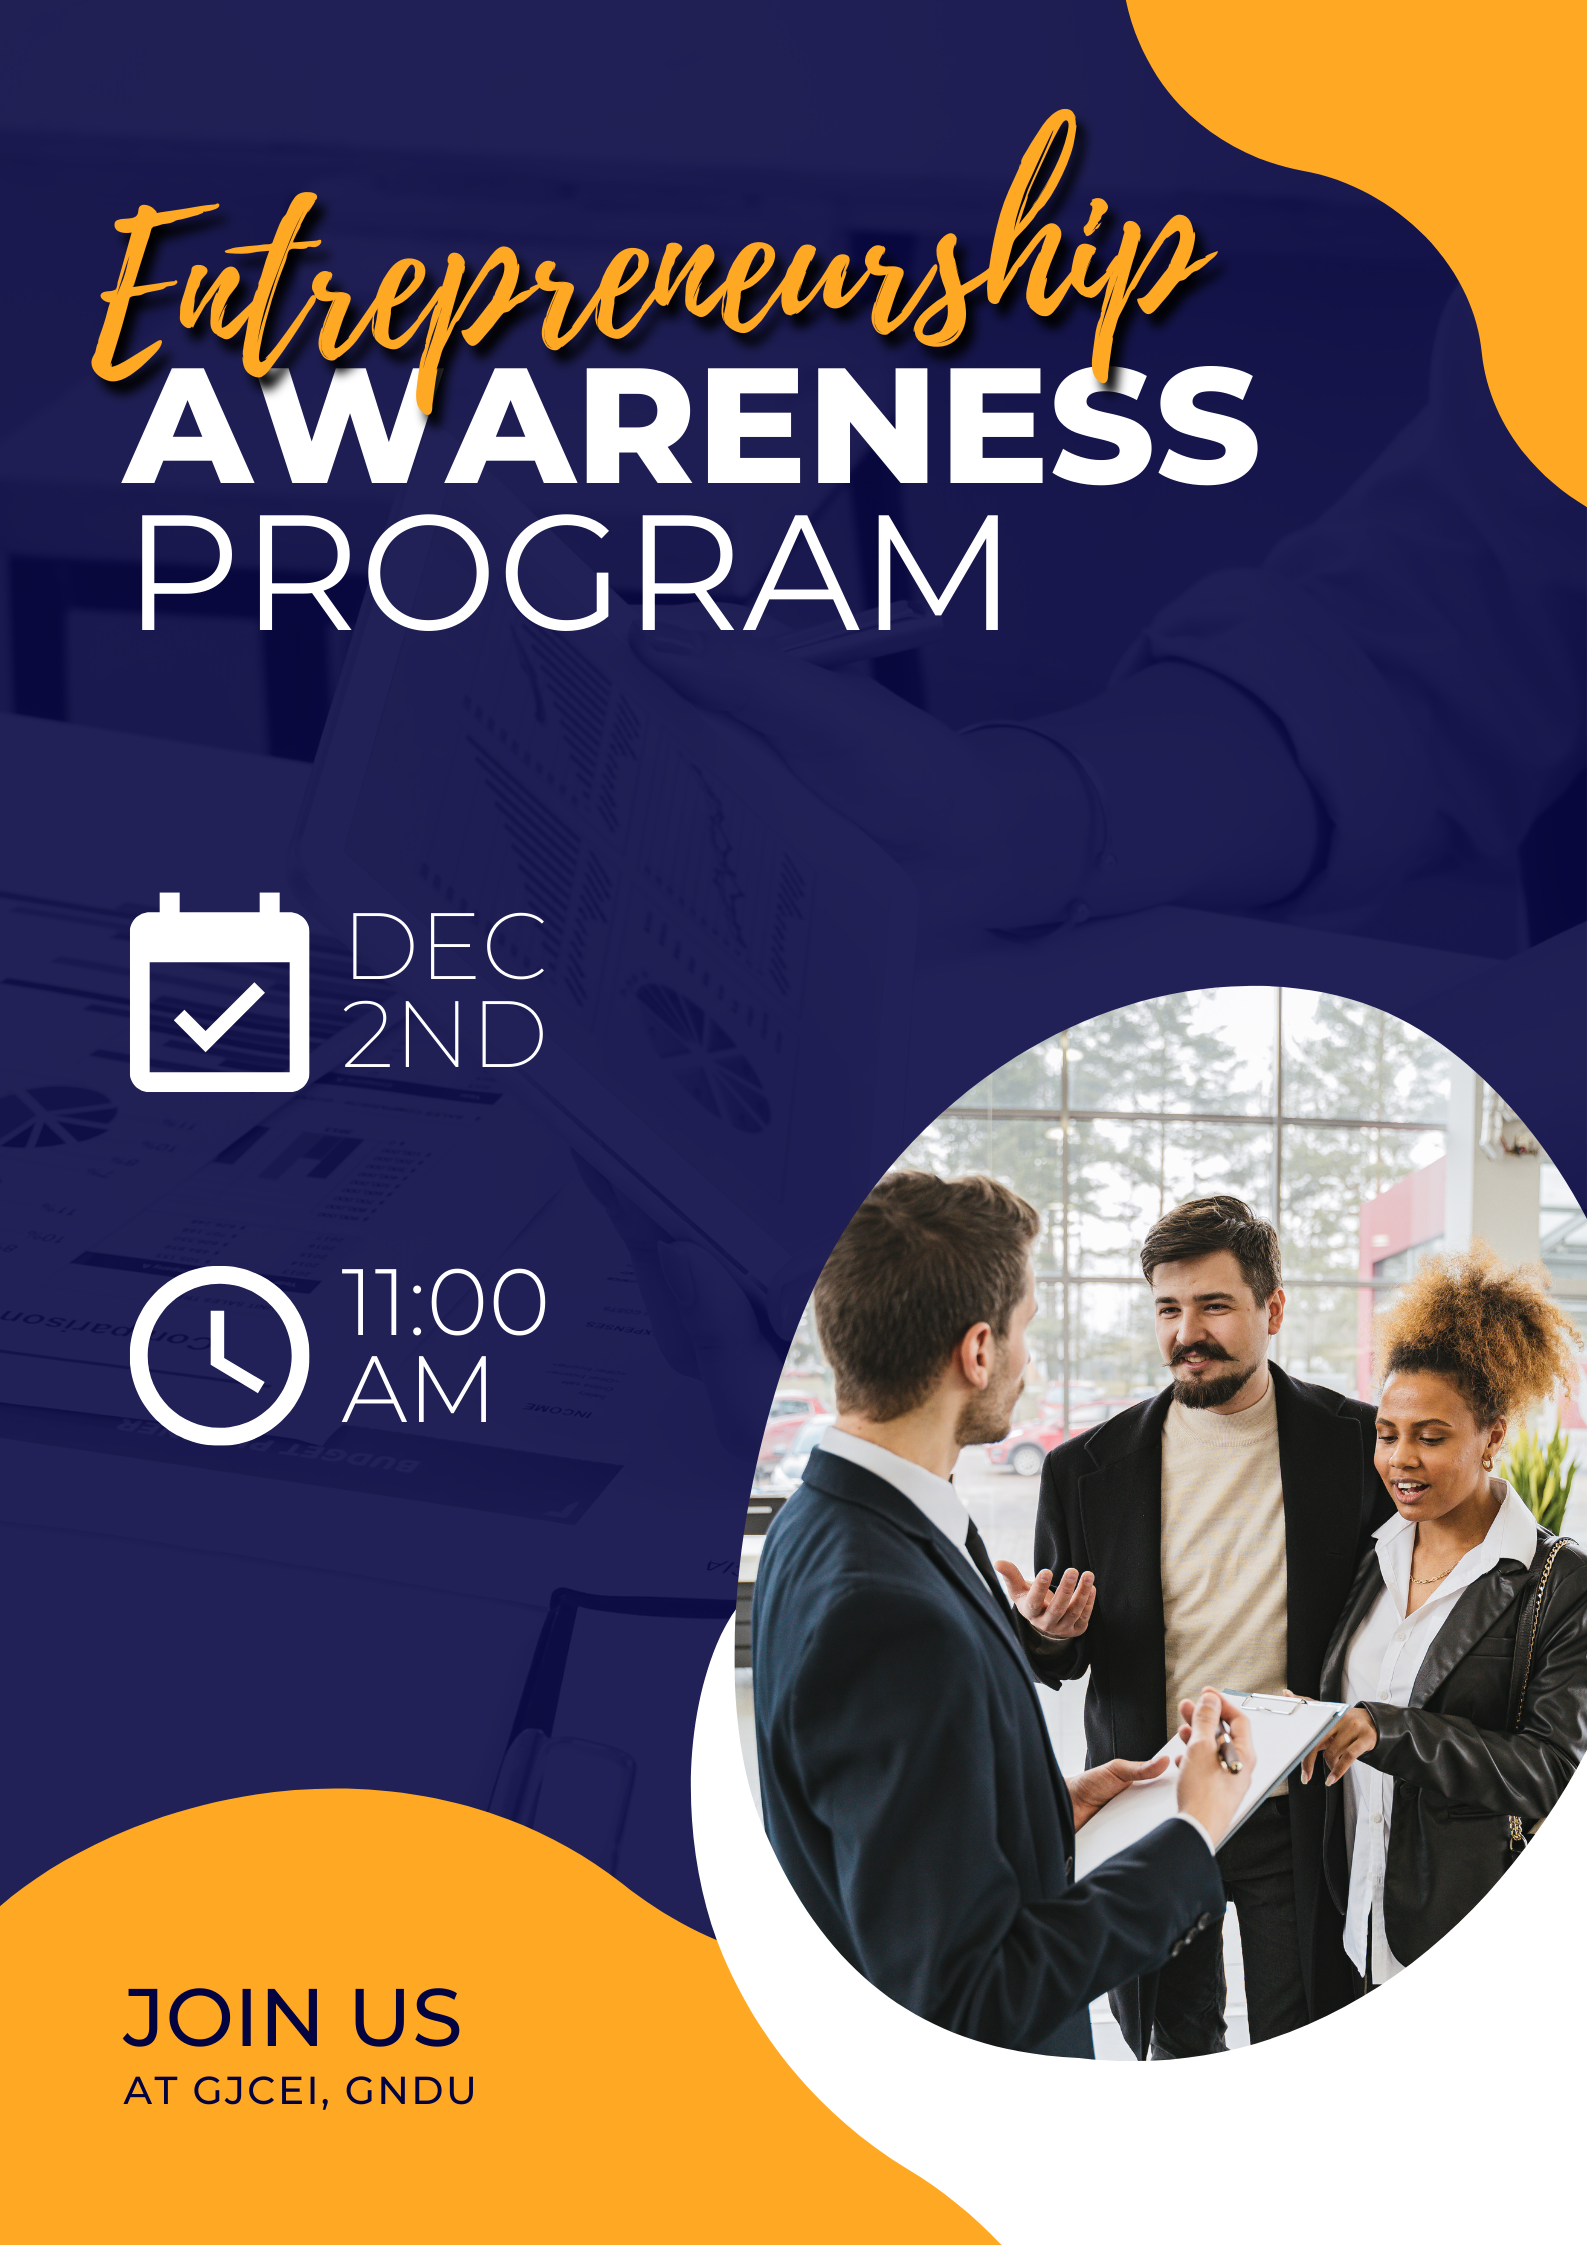 Entrepreneurship
AWARENESS
PROGRAM
DEC
2ND
11:00
AM
JOIN US
AT GJCEI, GNDU